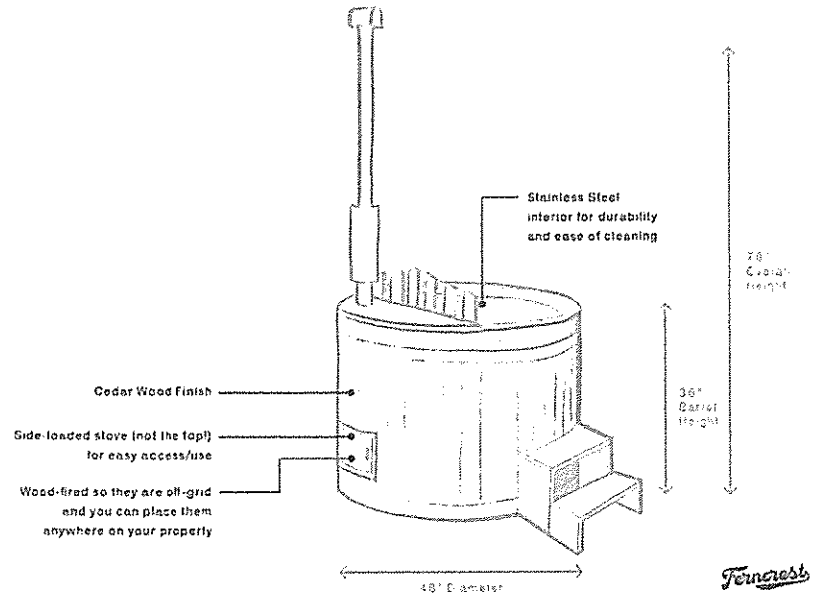 Stainless Steel
interior for durability
and ease of cleaning
Overall
Height
Cedar Wood Finish
36"
Barrel
Height
Side-loaded stove (not the top!)
for easy access/use
Wood-fired so they are off-grid
and you can place them
anywhere on your property
48" Diameter
Ferncrest